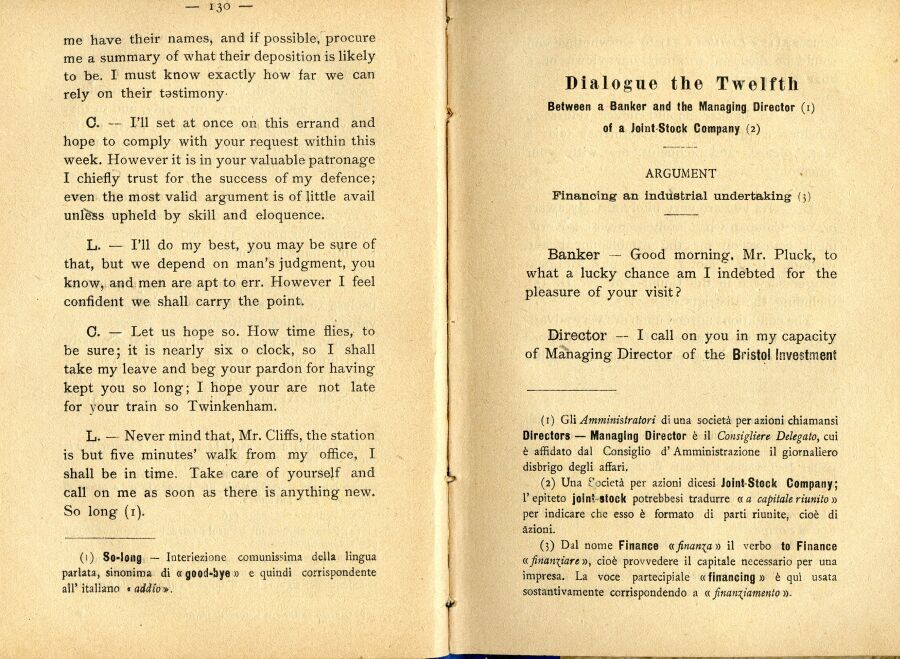 — 130 —
me have their names, and if possible, procure
me a summary of what their deposition is likely
to be. I must know exactly how far we can
rely on their tastimony.
C. — I'll set at once on this errand and
hope to comply with your request within this
week. However it is in your valuable patronage
I chiefly trust for the success of my defence;
even the most valid argument is of little avail
unless upheld by skill and eloquence.
L. — I'll do my best, you may be sure of
that, but we depend on man's judgment, you
know, and men are apt to err. However I feel
confident we shall carry the point.
C. — Let us hope so. How time flies, to
be sure; it is nearly six o clock, so I shall
take my leave and beg your pardon for having
kept you so long; I hope your are not late
for your train so Twinkenham.
L. — Never mind that, Mr. Cliffs, the station
is but five minutes' walk from my office, I
shall be in time. Take care of yourself and
call on me as soon as there is anything new.
So long (1).
(1) So-long — Interiezione comunissima della lingua
parlata, sinonima di «good-bye» e quindi corrispondente
all' italiano «addio».
Dialogue the Twelfth
Between a Banker and the Managing Director (1)
of a Joint-Stock Company (2)
ARGUMENT
Financing an industrial undertaking (3)
Banker — Good morning, Mr. Pluck, to
what a lucky chance am I indebted for the
pleasure of your visit?
Director — I call on you in my capacity
of Managing Director of the Bristol Investment
(1) Gli Amministratori di una società per azioni chiamansi
Directors — Managing Director è il Consigliere Delegato, cui
è affidato dal Consiglio d' Amministrazione il giornaliero
disbrigo degli affari.
(2) Una Società per azioni dicesi Joint-Stock Company;
l' epiteto joint-stock potrebbesi tradurre «a capitale riunito»
per indicare che esso è formato di parti riunite, cioè di
azioni.
(3) Dal nome Finance «finanza» il verbo to Finance
«finanziare», cioè provvedere il capitale necessario per una
impresa. La voce partecipiale «financing» è quì usata
sostantivamente corrispondendo a «finanziamento».